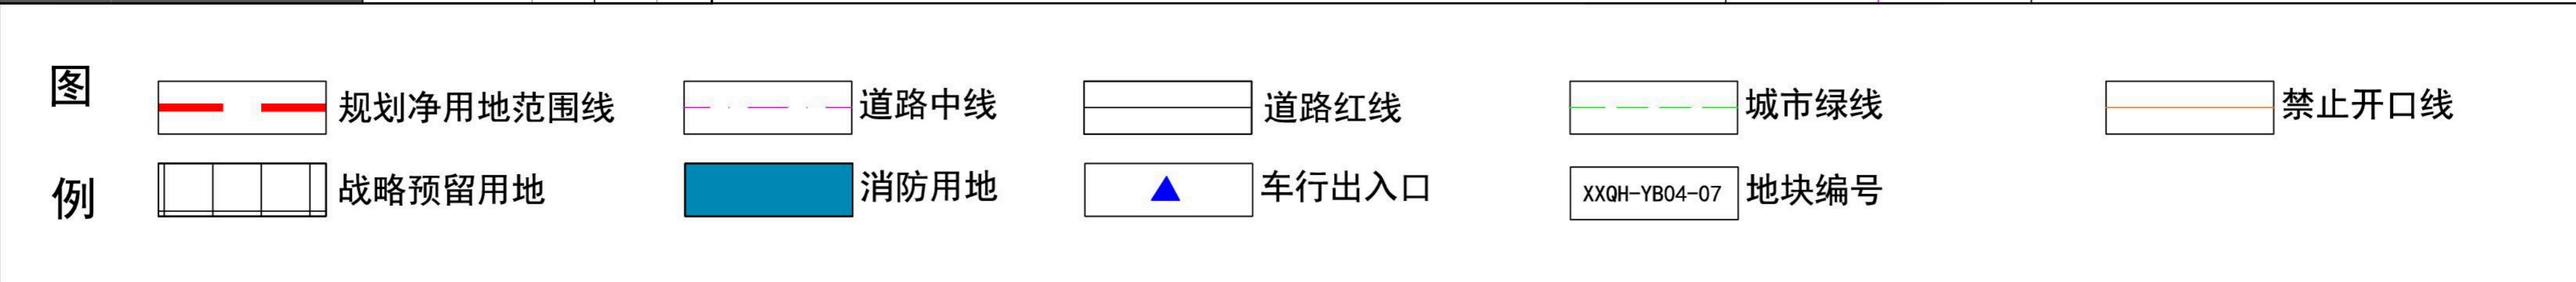 图例
规划净用地范围线 道路中线 道路红线 城市绿线 禁止开口线
战略预留用地 消防用地 车行出入口 XXQH-YB04-07 地块编号